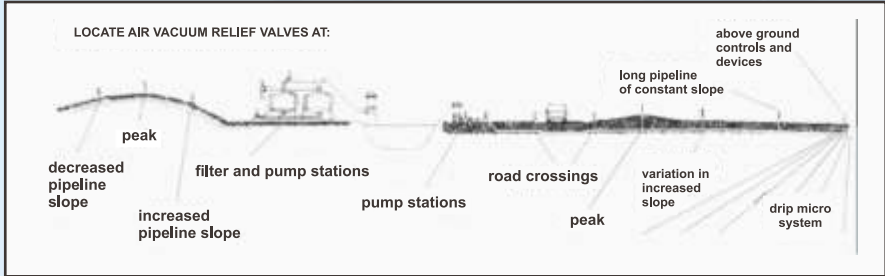 LOCATE AIR VACUUM RELIEF VALVES AT:
above ground
controls and
devices
long pipeline
of constant slope
peak
decreased
pipeline
slope
filter and pump stations
increased
pipeline slope
pump stations
road crossings
peak
variation in
increased
slope
drip micro
system